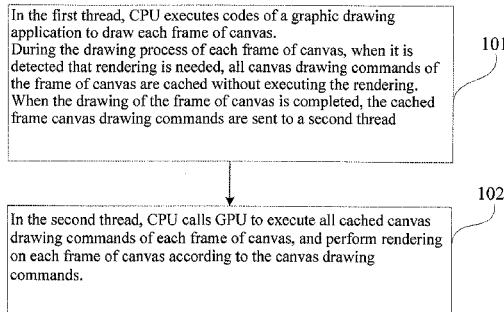 In the first thread, CPU executes codes of a graphic drawing
application to draw each frame of canvas.
During the drawing process of each frame of canvas, when it is
detected that rendering is needed, all canvas drawing commands of
the frame of canvas are cached without executing the rendering.
When the drawing of the frame of canvas is completed, the cached
frame canvas drawing commands are sent to a second thread
101
102
In the second thread, CPU calls GPU to execute all cached canvas
drawing commands of each frame of canvas, and perform rendering
on each frame of canvas according to the canvas drawing
commands.